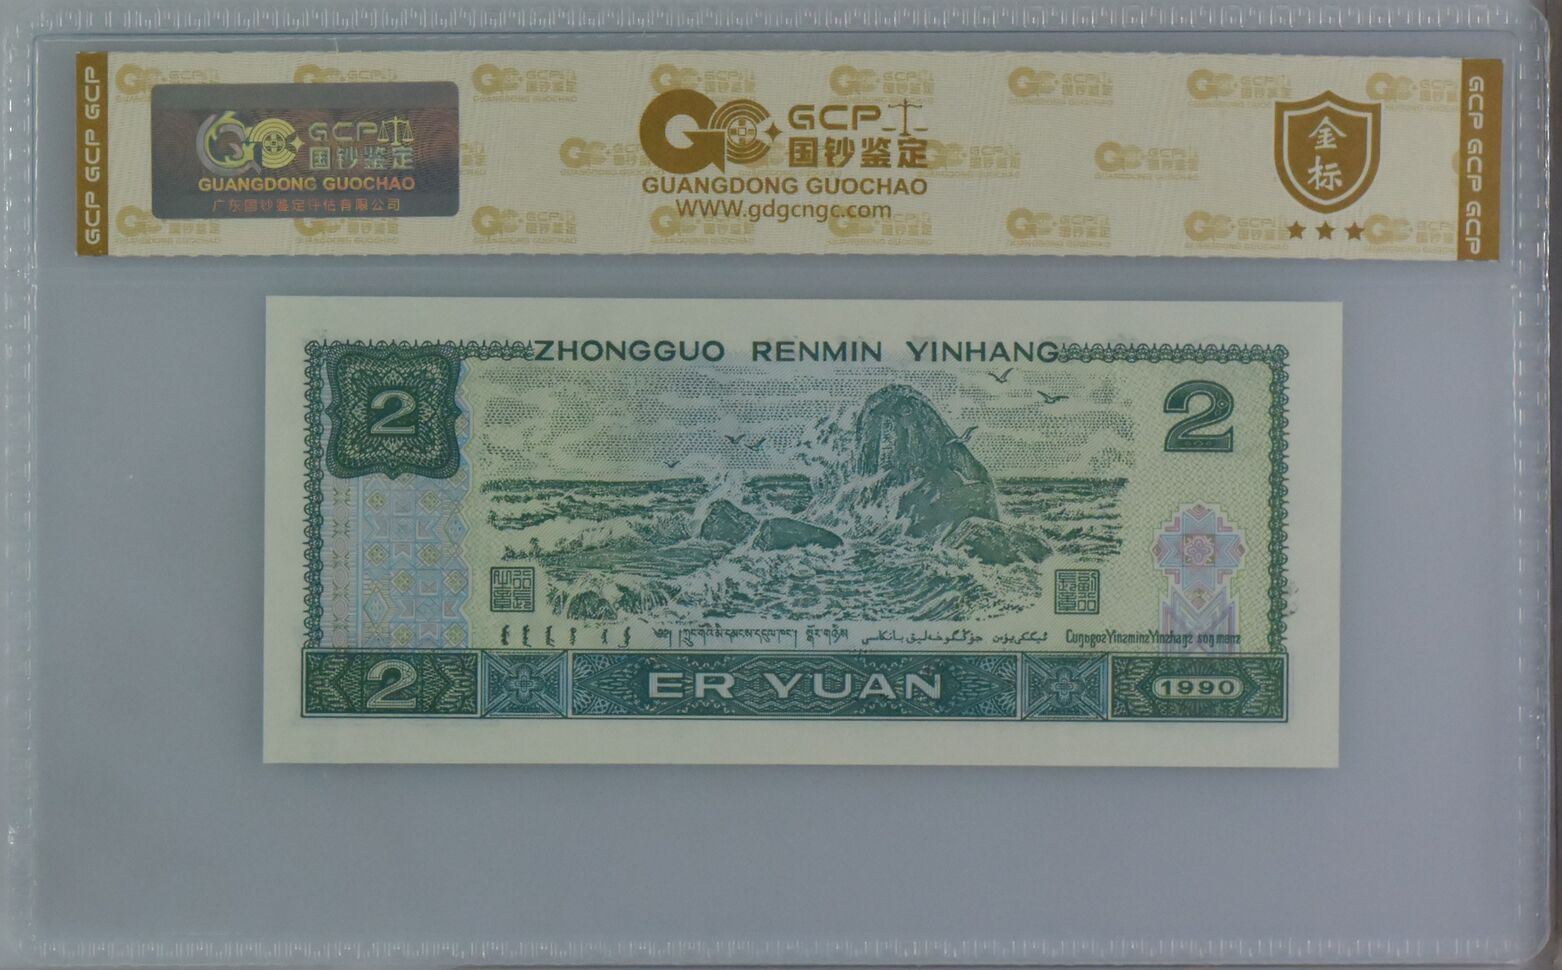 GCP GCP GCP
GCP
国钞鉴定
GUANGDONG GUOCHAO
广东国钞鉴定评估有限公司
GCP
国钞鉴定
GUANGDONG GUOCHAO
WWW.gdgcngc.com
金标
GCP GCP GCP
ZHONGGUO RENMIN YINHANG
2
2
2
ER YUAN
1990